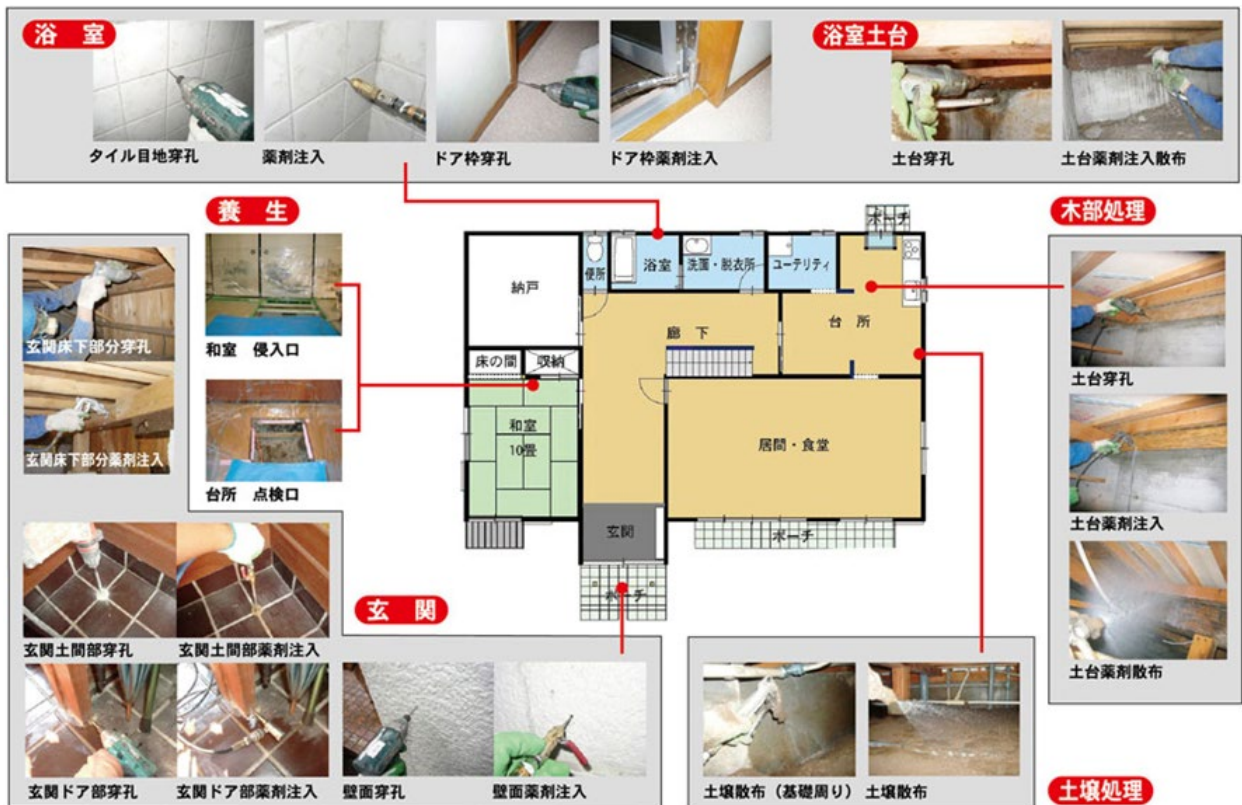 浴 室
タイル目地穿孔
薬剤注入
ドア枠穿孔
ドア枠薬剤注入
浴室土台
土台穿孔
土台薬剤注入散布
養 生
和室 侵入口
台所 点検口
玄関床下部分穿孔
玄関床下部分薬剤注入
納戸
便所
浴室
洗面・脱衣所
ユーテリティ
ポーチ
台 所
廊 下
床の間
収納
和室
10畳
居間・食堂
玄関
ポーチ
ポーチ
木部処理
土台穿孔
土台薬剤注入
土台薬剤散布
玄 関
玄関土間部穿孔
玄関土間部薬剤注入
玄関ドア部穿孔
玄関ドア部薬剤注入
壁面穿孔
壁面薬剤注入
土壌散布（基礎周り）
土壌散布
土壌処理